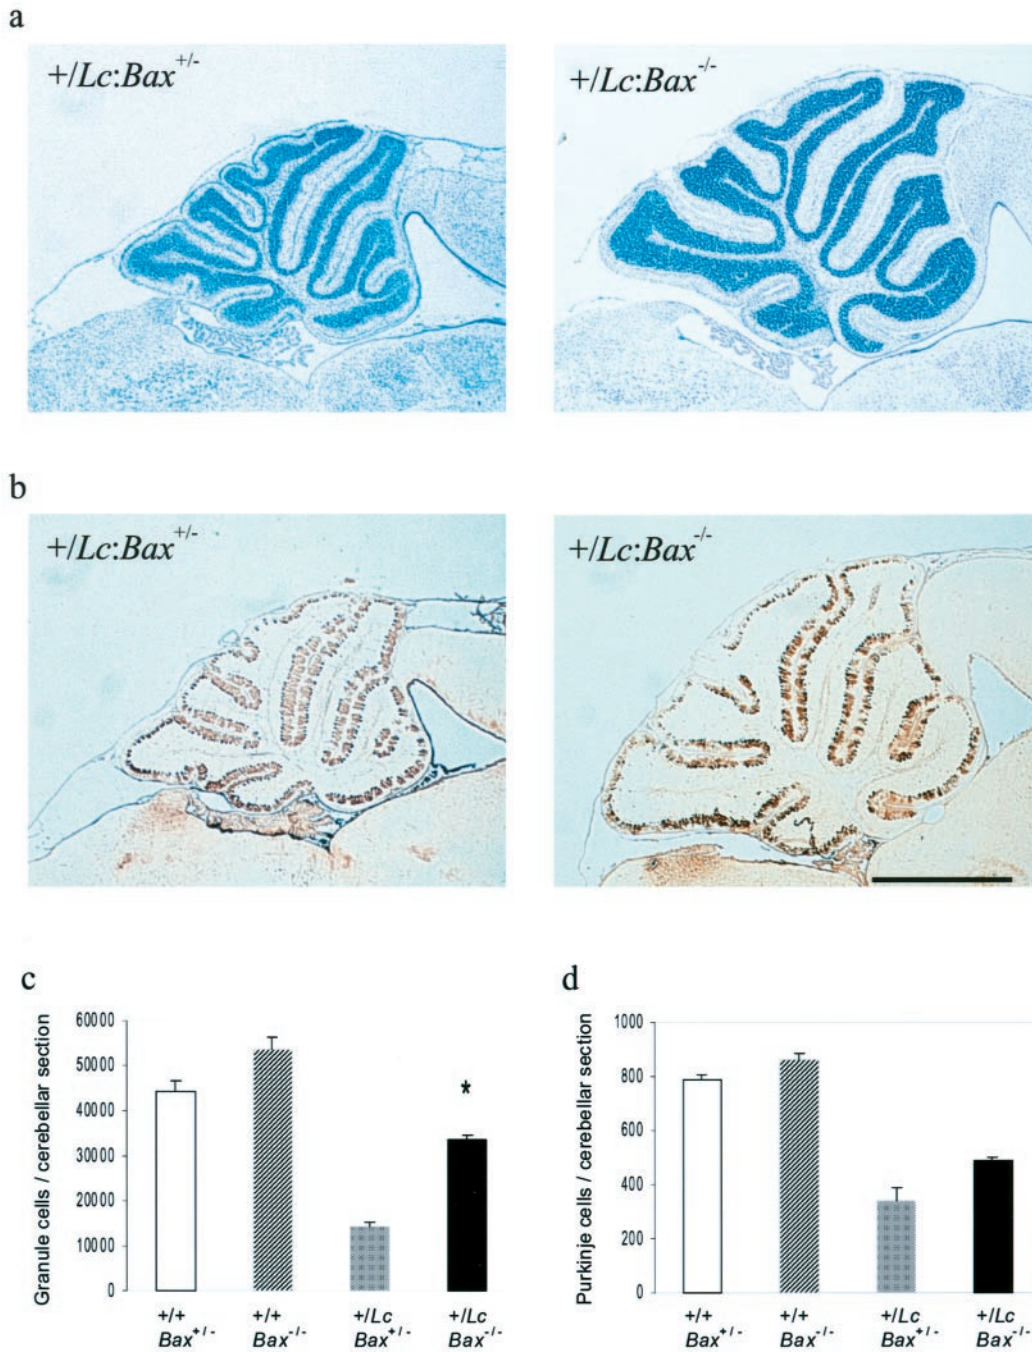 a
+/Lc:Bax+/-
+/Lc:Bax-/-
b
+/Lc:Bax+/-
+/Lc:Bax-/-
c
Granule cells / cerebellar section
60000
50000
40000
30000
20000
10000
0
*
+/+ Bax+/-
+/+ Bax-/-
+/Lc Bax+/-
+/Lc Bax-/-
d
Purkinje cells / cerebellar section
1000
800
600
400
200
0
+/+ Bax+/-
+/+ Bax-/-
+/Lc Bax+/-
+/Lc Bax-/-